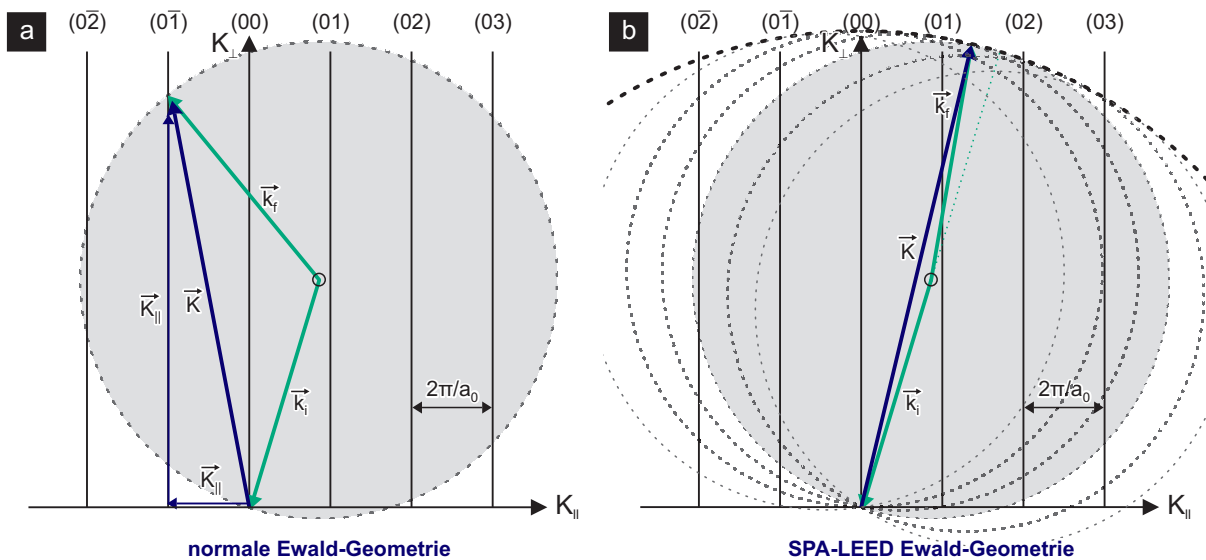 a
(02̅) (01̅) (00) (01) (02) (03)
K⊥
k⃗f
K⃗||
K⃗
k⃗i
2π/a₀
K⃗||
K||
normale Ewald-Geometrie
b
(02̅) (01̅) (00) (01) (02) (03)
K⊥
k⃗f
K⃗
k⃗i
2π/a₀
K||
SPA-LEED Ewald-Geometrie